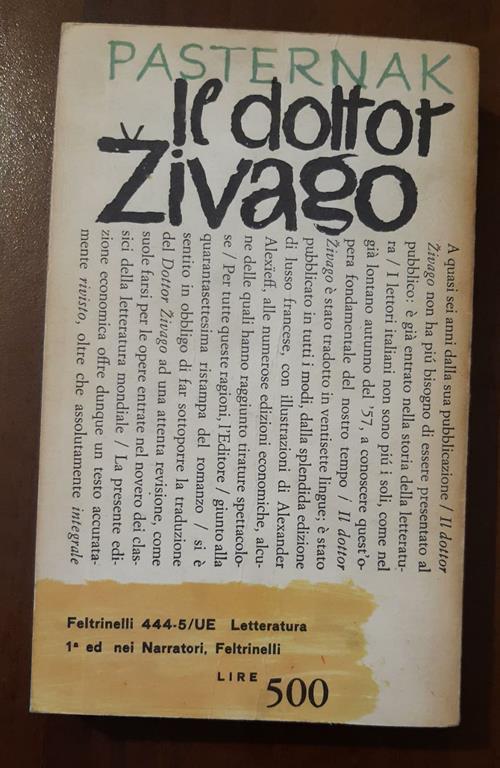 PASTERNAK
Il dottor
Živago
A quasi sei anni dalla sua pubblicazione / Il dottor
Živago non ha piú bisogno di essere presentato al
pubblico: è già entrato nella storia della letteratu-
ra / I lettori italiani non sono piú i soli, come nel
già lontano autunno del '57, a conoscere quest'o-
pera fondamentale del nostro tempo / Il dottor
Živago è stato tradotto in ventisette lingue; è stato
pubblicato in tutti i modi, dalla splendida edizione
di lusso francese, con illustrazioni di Alexander
Alexïeff, alle numerose edizioni economiche, alcu-
ne delle quali hanno raggiunto tirature spettacolo-
se / Per tutte queste ragioni, l'Editore / giunto alla
quarantasettesima ristampa del romanzo / si è
sentito in obbligo di far sottoporre la traduzione
del Dottor Živago ad una attenta revisione, come
suole farsi per le opere entrate nel novero dei clas-
sici della letteratura mondiale / La presente edi-
zione economica offre dunque un testo accurata-
mente rivisto, oltre che assolutamente integrale
Feltrinelli 444-5/UE Letteratura
1ª ed nei Narratori, Feltrinelli
LIRE 500